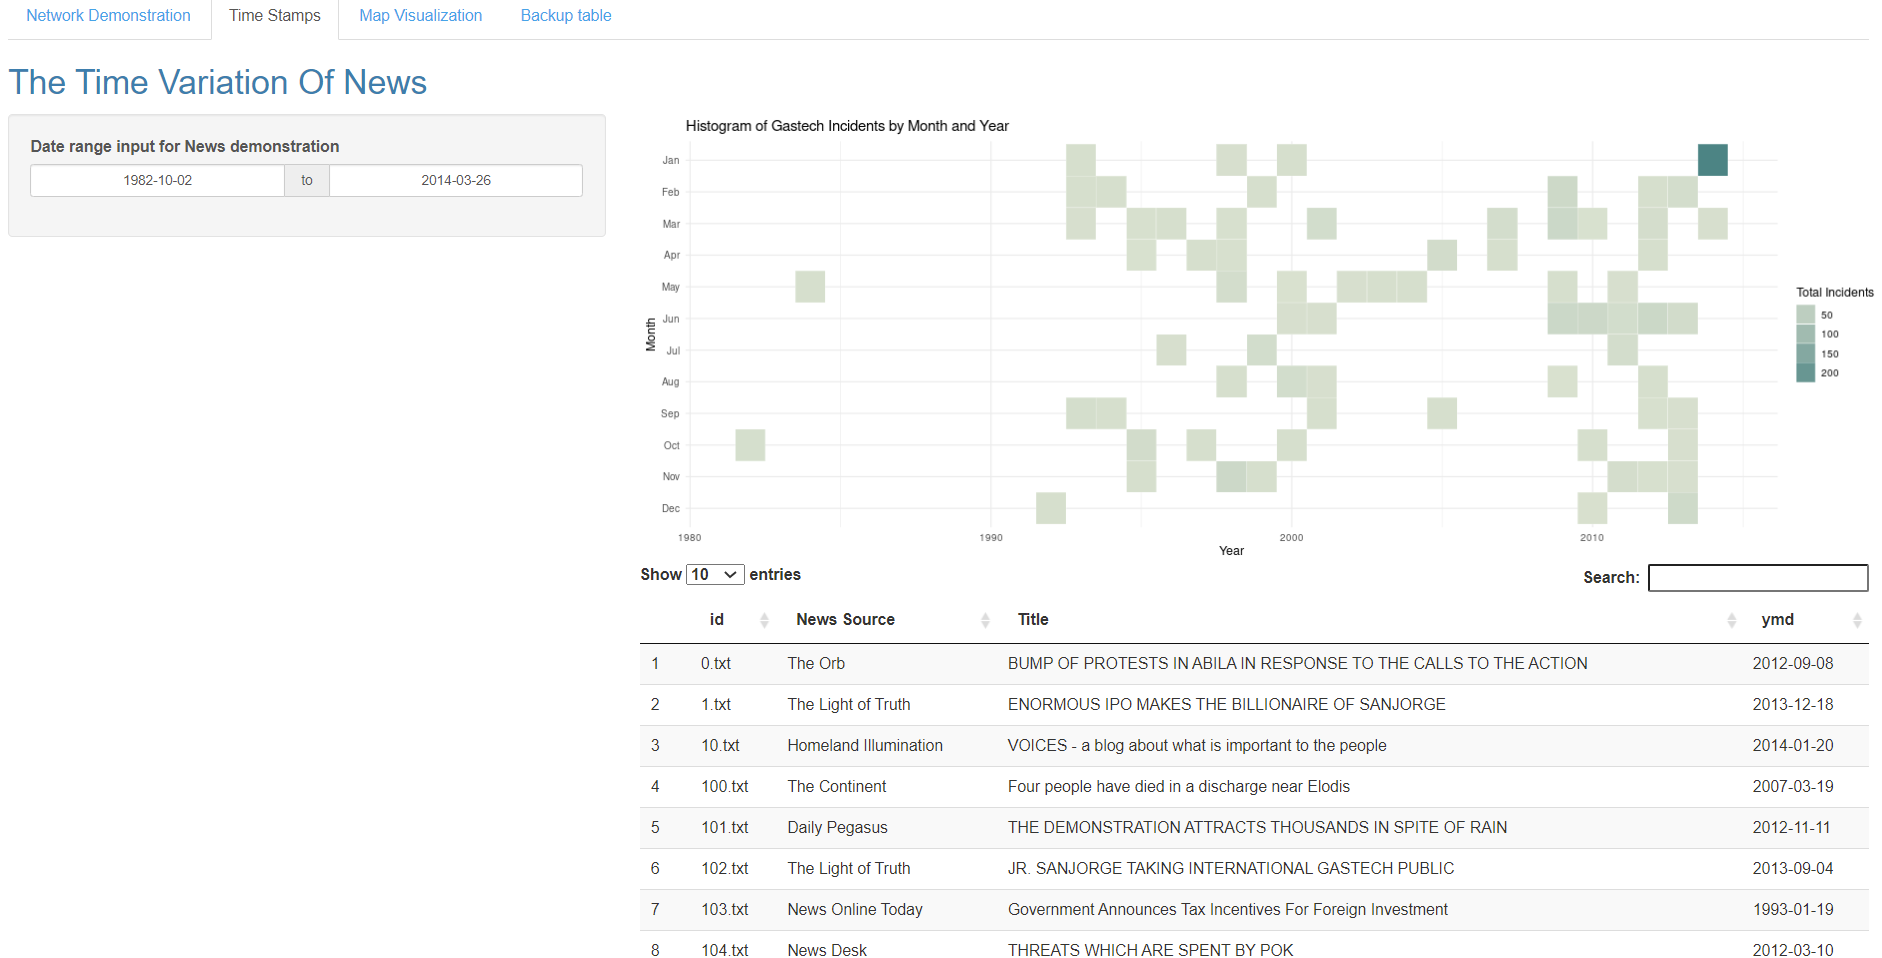 Network Demonstration Time Stamps Map Visualization Backup table
The Time Variation Of News
Date range input for News demonstration
1982-10-02 to 2014-03-26
Histogram of Gastech Incidents by Month and Year
Month
Jan
Feb
Mar
Apr
May
Jun
Jul
Aug
Sep
Oct
Nov
Dec
1980 1990 2000 2010
Year
Total Incidents
50
100
150
200
Show 10 entries
Search:
id News Source Title ymd
1 0.txt The Orb BUMP OF PROTESTS IN ABILA IN RESPONSE TO THE CALLS TO THE ACTION 2012-09-08
2 1.txt The Light of Truth ENORMOUS IPO MAKES THE BILLIONAIRE OF SANJORGE 2013-12-18
3 10.txt Homeland Illumination VOICES - a blog about what is important to the people 2014-01-20
4 100.txt The Continent Four people have died in a discharge near Elodis 2007-03-19
5 101.txt Daily Pegasus THE DEMONSTRATION ATTRACTS THOUSANDS IN SPITE OF RAIN 2012-11-11
6 102.txt The Light of Truth JR. SANJORGE TAKING INTERNATIONAL GASTECH PUBLIC 2013-09-04
7 103.txt News Online Today Government Announces Tax Incentives For Foreign Investment 1993-01-19
8 104.txt News Desk THREATS WHICH ARE SPENT BY POK 2012-03-10